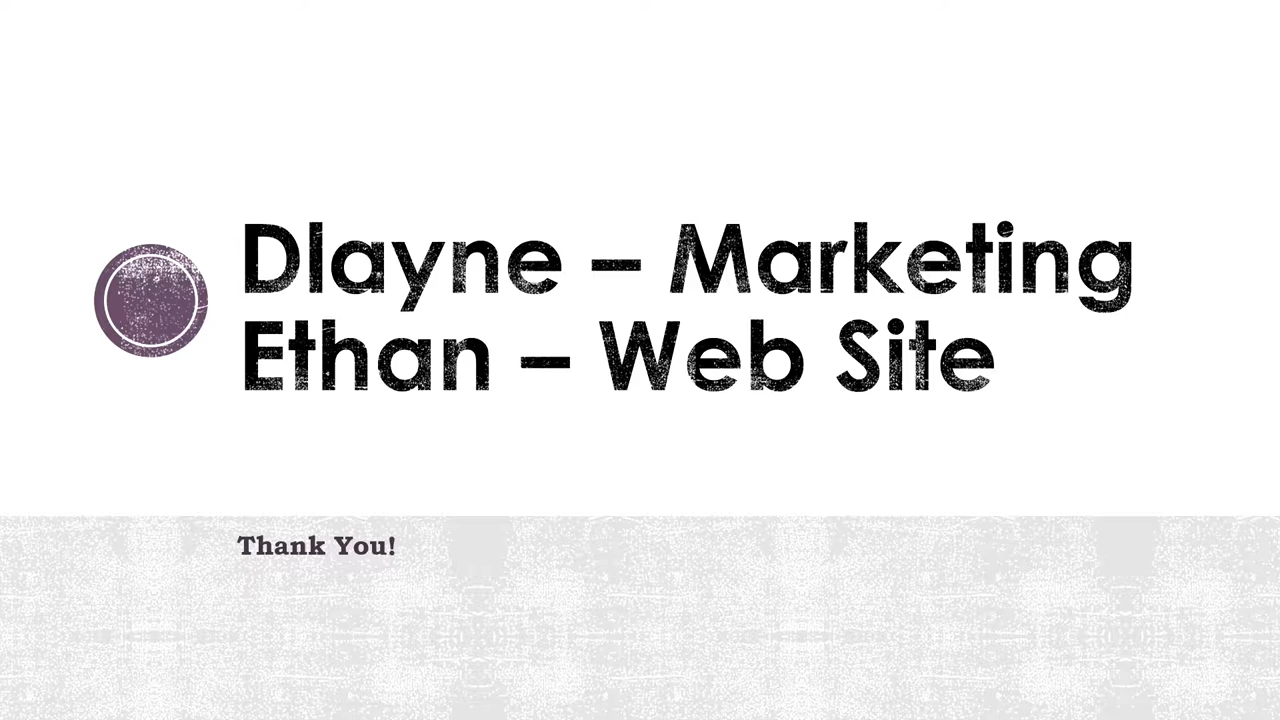 Dlayne – Marketing
Ethan – Web Site
Thank You!